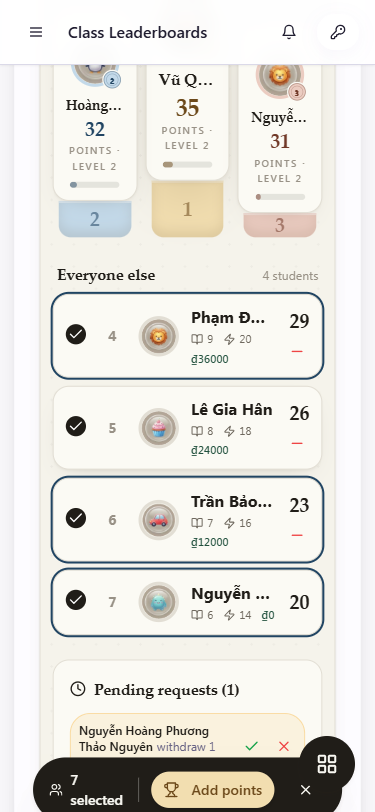 Class Leaderboards
2
3
Hoàng...
Vũ Q...
Nguyễ...
32
35
31
POINTS ·
LEVEL 2
POINTS ·
LEVEL 2
POINTS ·
LEVEL 2
2
1
3
Everyone else
4 students
4
Phạm Đ...
29
9
20
₫36000
5
Lê Gia Hân
26
8
18
₫24000
6
Trần Bảo...
23
7
16
₫12000
7
Nguyễn ...
20
6
14
₫0
Pending requests (1)
Nguyễn Hoàng Phương
Thảo Nguyên withdraw 1
7
selected
Add points